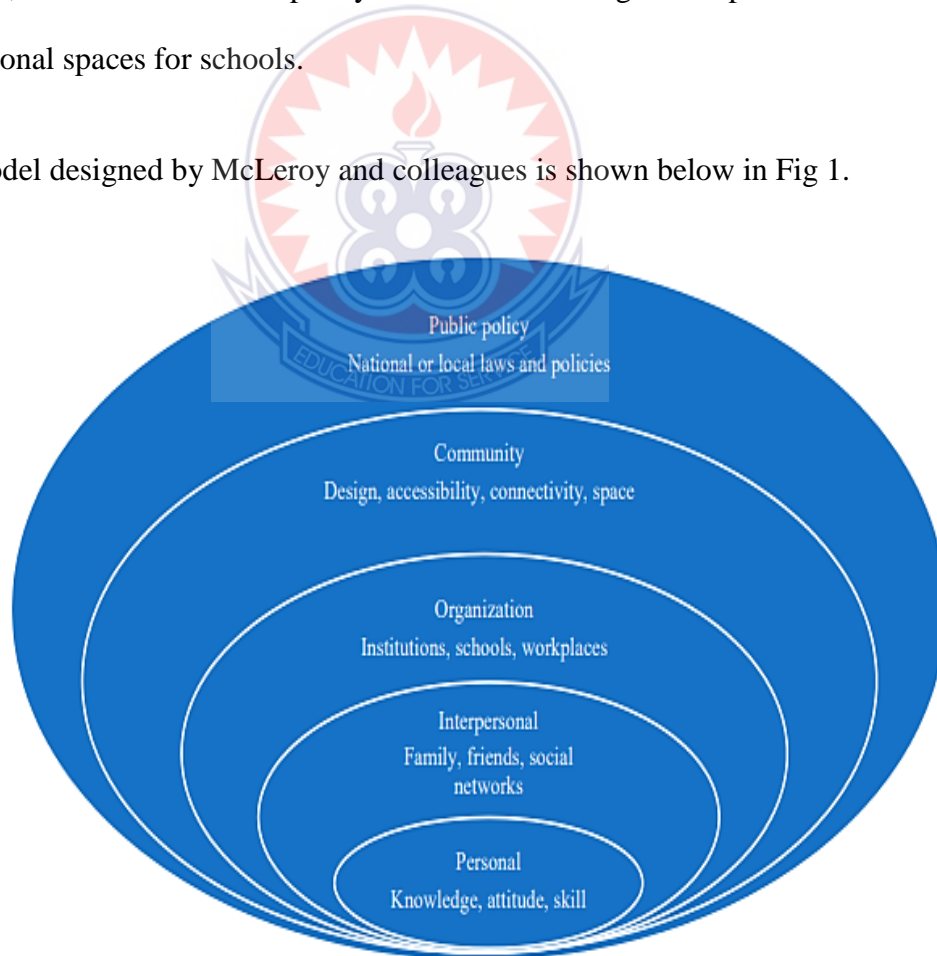 onal spaces for schools.
odel designed by McLeroy and colleagues is shown below in Fig 1.
Public policy
National or local laws and policies
EDUCATION FOR SERVICE
Community
Design, accessibility, connectivity, space
Organization
Institutions, schools, workplaces
Interpersonal
Family, friends, social
networks
Personal
Knowledge, attitude, skill